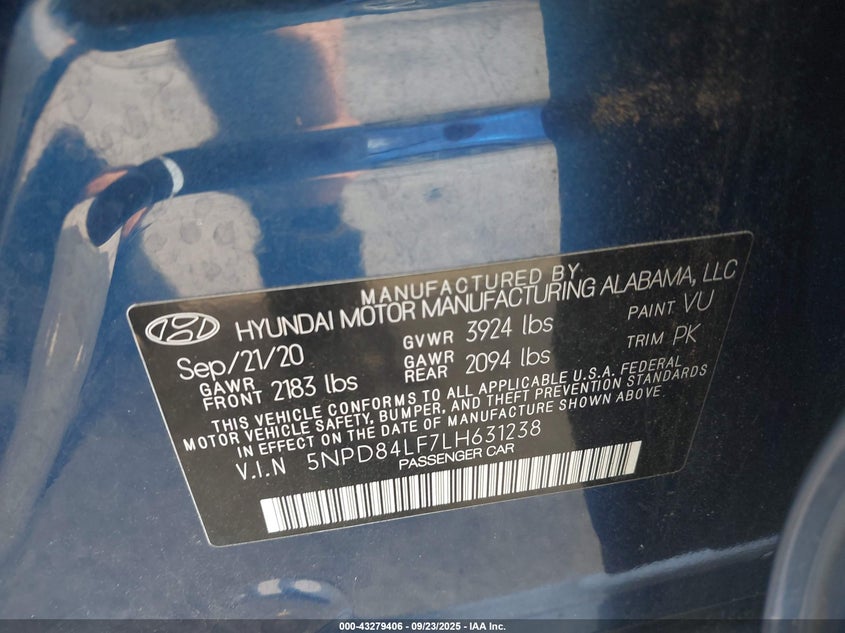 MANUFACTURED BY
HYUNDAI MOTOR MANUFACTURING ALABAMA, LLC
Sep/21/20 GVWR 3924 lbs PAINT VU
GAWR FRONT 2183 lbs GAWR REAR 2094 lbs TRIM PK
THIS VEHICLE CONFORMS TO ALL APPLICABLE U.S.A. FEDERAL
MOTOR VEHICLE SAFETY, BUMPER, AND THEFT PREVENTION STANDARDS
IN EFFECT ON THE DATE OF MANUFACTURE SHOWN ABOVE.
V.I.N 5NPD84LF7LH631238
PASSENGER CAR
000-43279406 - 09/23/2025 - IAA Inc.